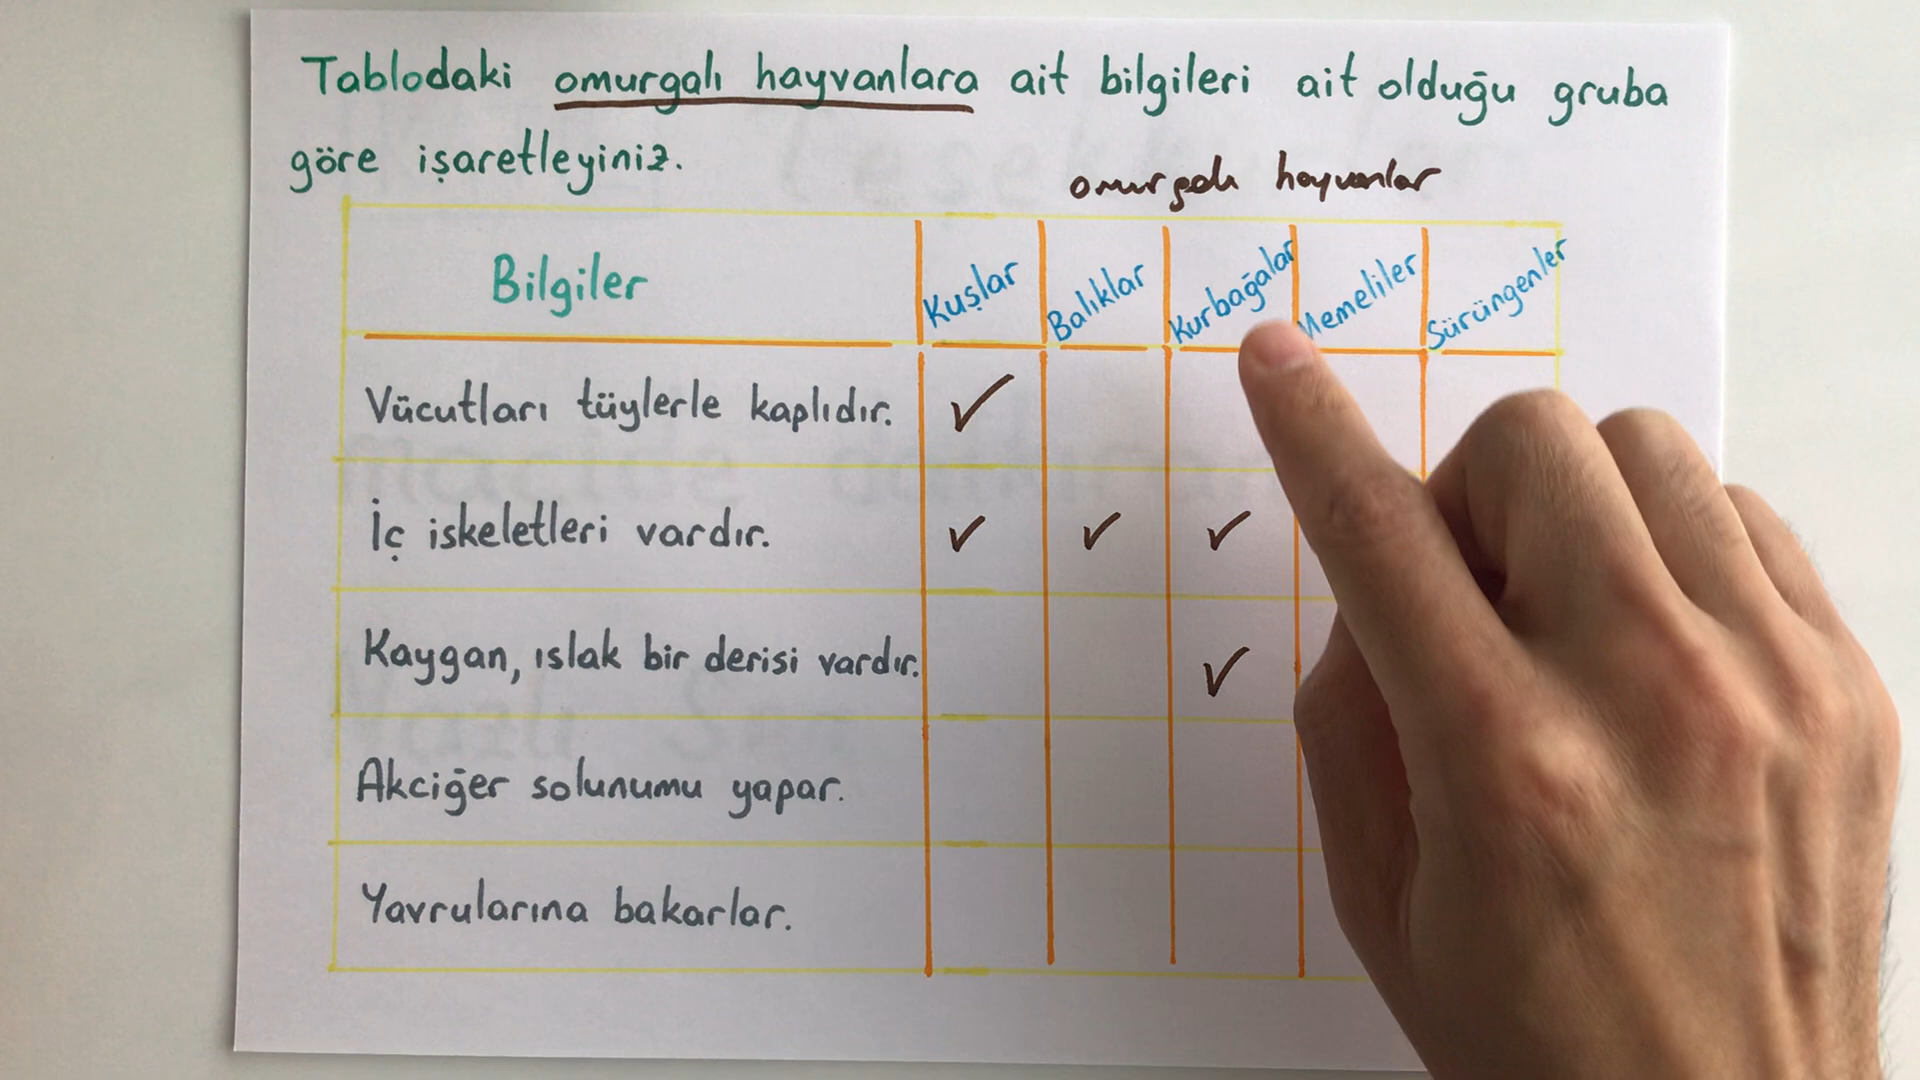 Tablodaki omurgalı hayvanlara ait bilgileri ait olduğu gruba
göre işaretleyiniz.
omurgalı hayvanlar
Bilgiler Kuşlar Balıklar Kurbağalar Memeliler Sürüngenler
Vücutları tüylerle kaplıdır. ✓
İç iskeletleri vardır. ✓ ✓ ✓
Kaygan, ıslak bir derisi vardır. ✓
Akciğer solunumu yapar.
Yavrularına bakarlar.